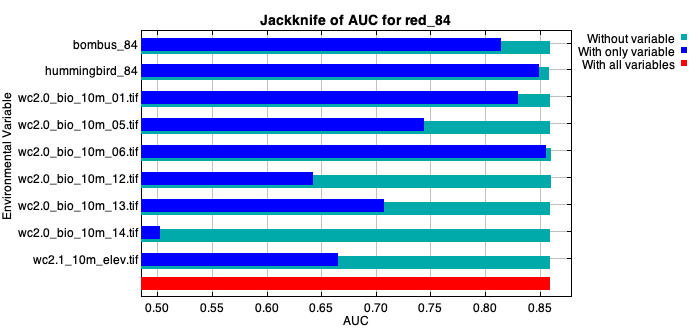 Jackknife of AUC for red_84
Without variable
With only variable
With all variables
Environmental Variable
bombus_84
hummingbird_84
wc2.0_bio_10m_01.tif
wc2.0_bio_10m_05.tif
wc2.0_bio_10m_06.tif
wc2.0_bio_10m_12.tif
wc2.0_bio_10m_13.tif
wc2.0_bio_10m_14.tif
wc2.1_10m_elev.tif
0.50 0.55 0.60 0.65 0.70 0.75 0.80 0.85
AUC